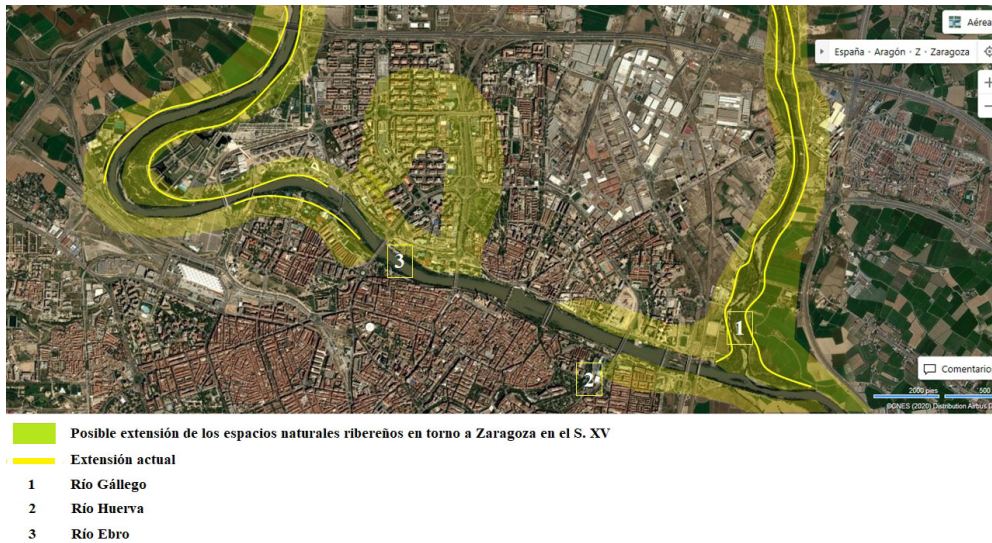 Aérea
España · Aragón · Z · Zaragoza
1
3
2
Comentario
2000 pies 500
©CNES (2020) Distribution Airbus D
Posible extensión de los espacios naturales ribereños en torno a Zaragoza en el S. XV
Extensión actual
1 Río Gállego
2 Río Huerva
3 Río Ebro